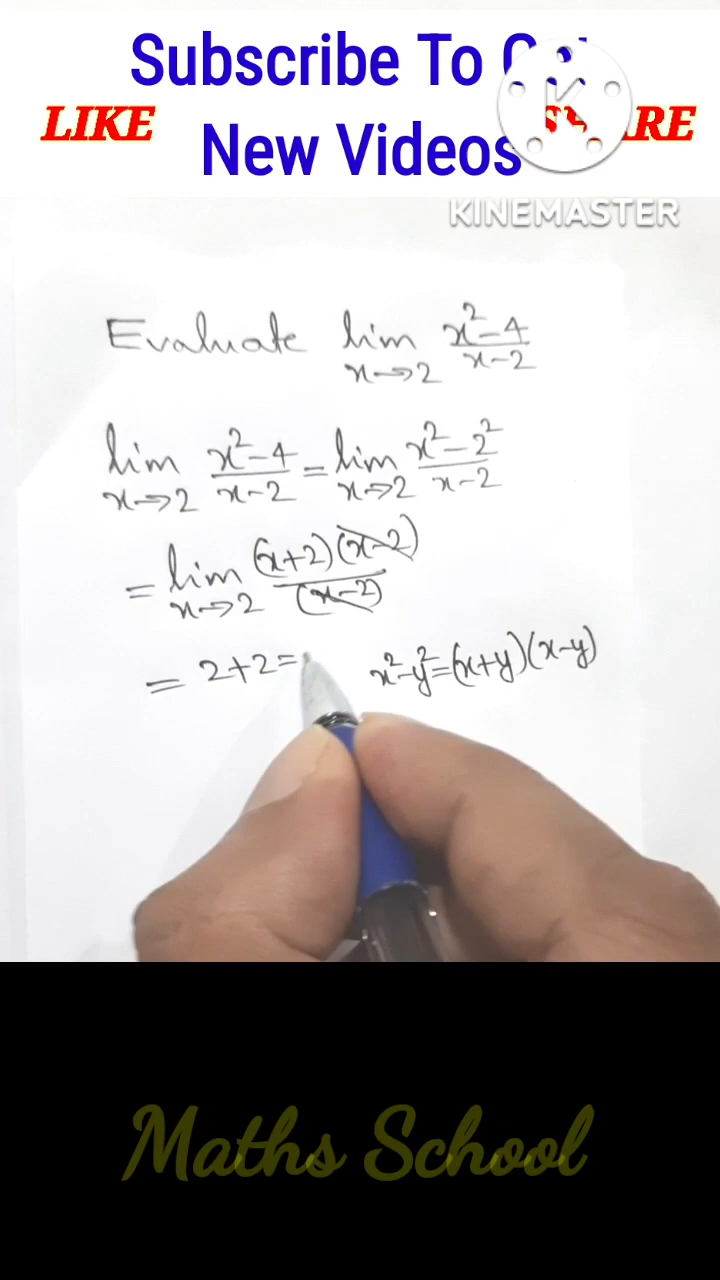 Subscribe To
LIKE
New Videos
KINEMASTER
Evaluate lim x→2 x²-4/x-2
lim x→2 x²-4/x-2 = lim x→2 x²-2²/x-2
= lim x→2 (x+2)(x-2)/(x-2)
= 2+2=
x²-y²=(x+y)(x-y)
Maths School